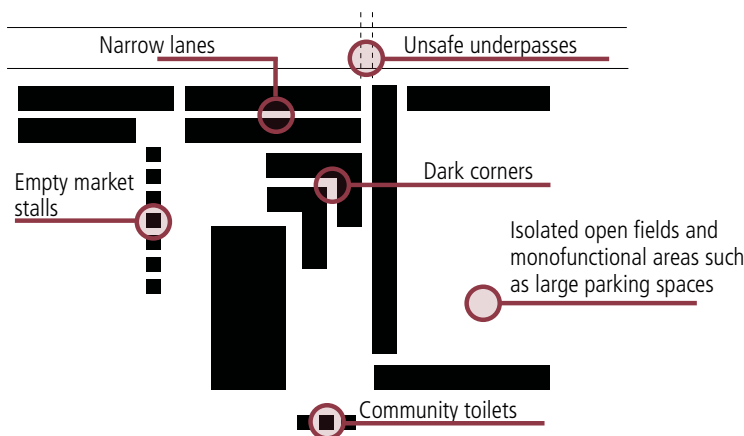 Narrow lanes
Unsafe underpasses
Dark corners
Empty market
stalls
Isolated open fields and
monofunctional areas such
as large parking spaces
Community toilets